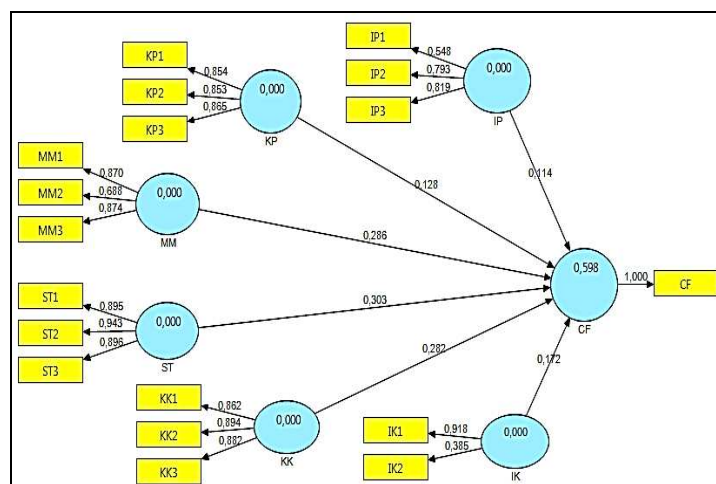 IP1
0,548
IP2
0,793
IP3
0,819
0,000
IP
KP1
0,854
KP2
0,853
KP3
0,865
0,000
KP
0,114
0,128
MM1
0,870
MM2
0,688
MM3
0,874
0,000
MM
0,286
0,598
CF
1,000
CF
ST1
0,895
ST2
0,943
ST3
0,896
0,000
ST
0,303
0,282
0,172
KK1
0,862
KK2
0,894
KK3
0,882
0,000
KK
IK1
0,918
IK2
0,385
0,000
IK